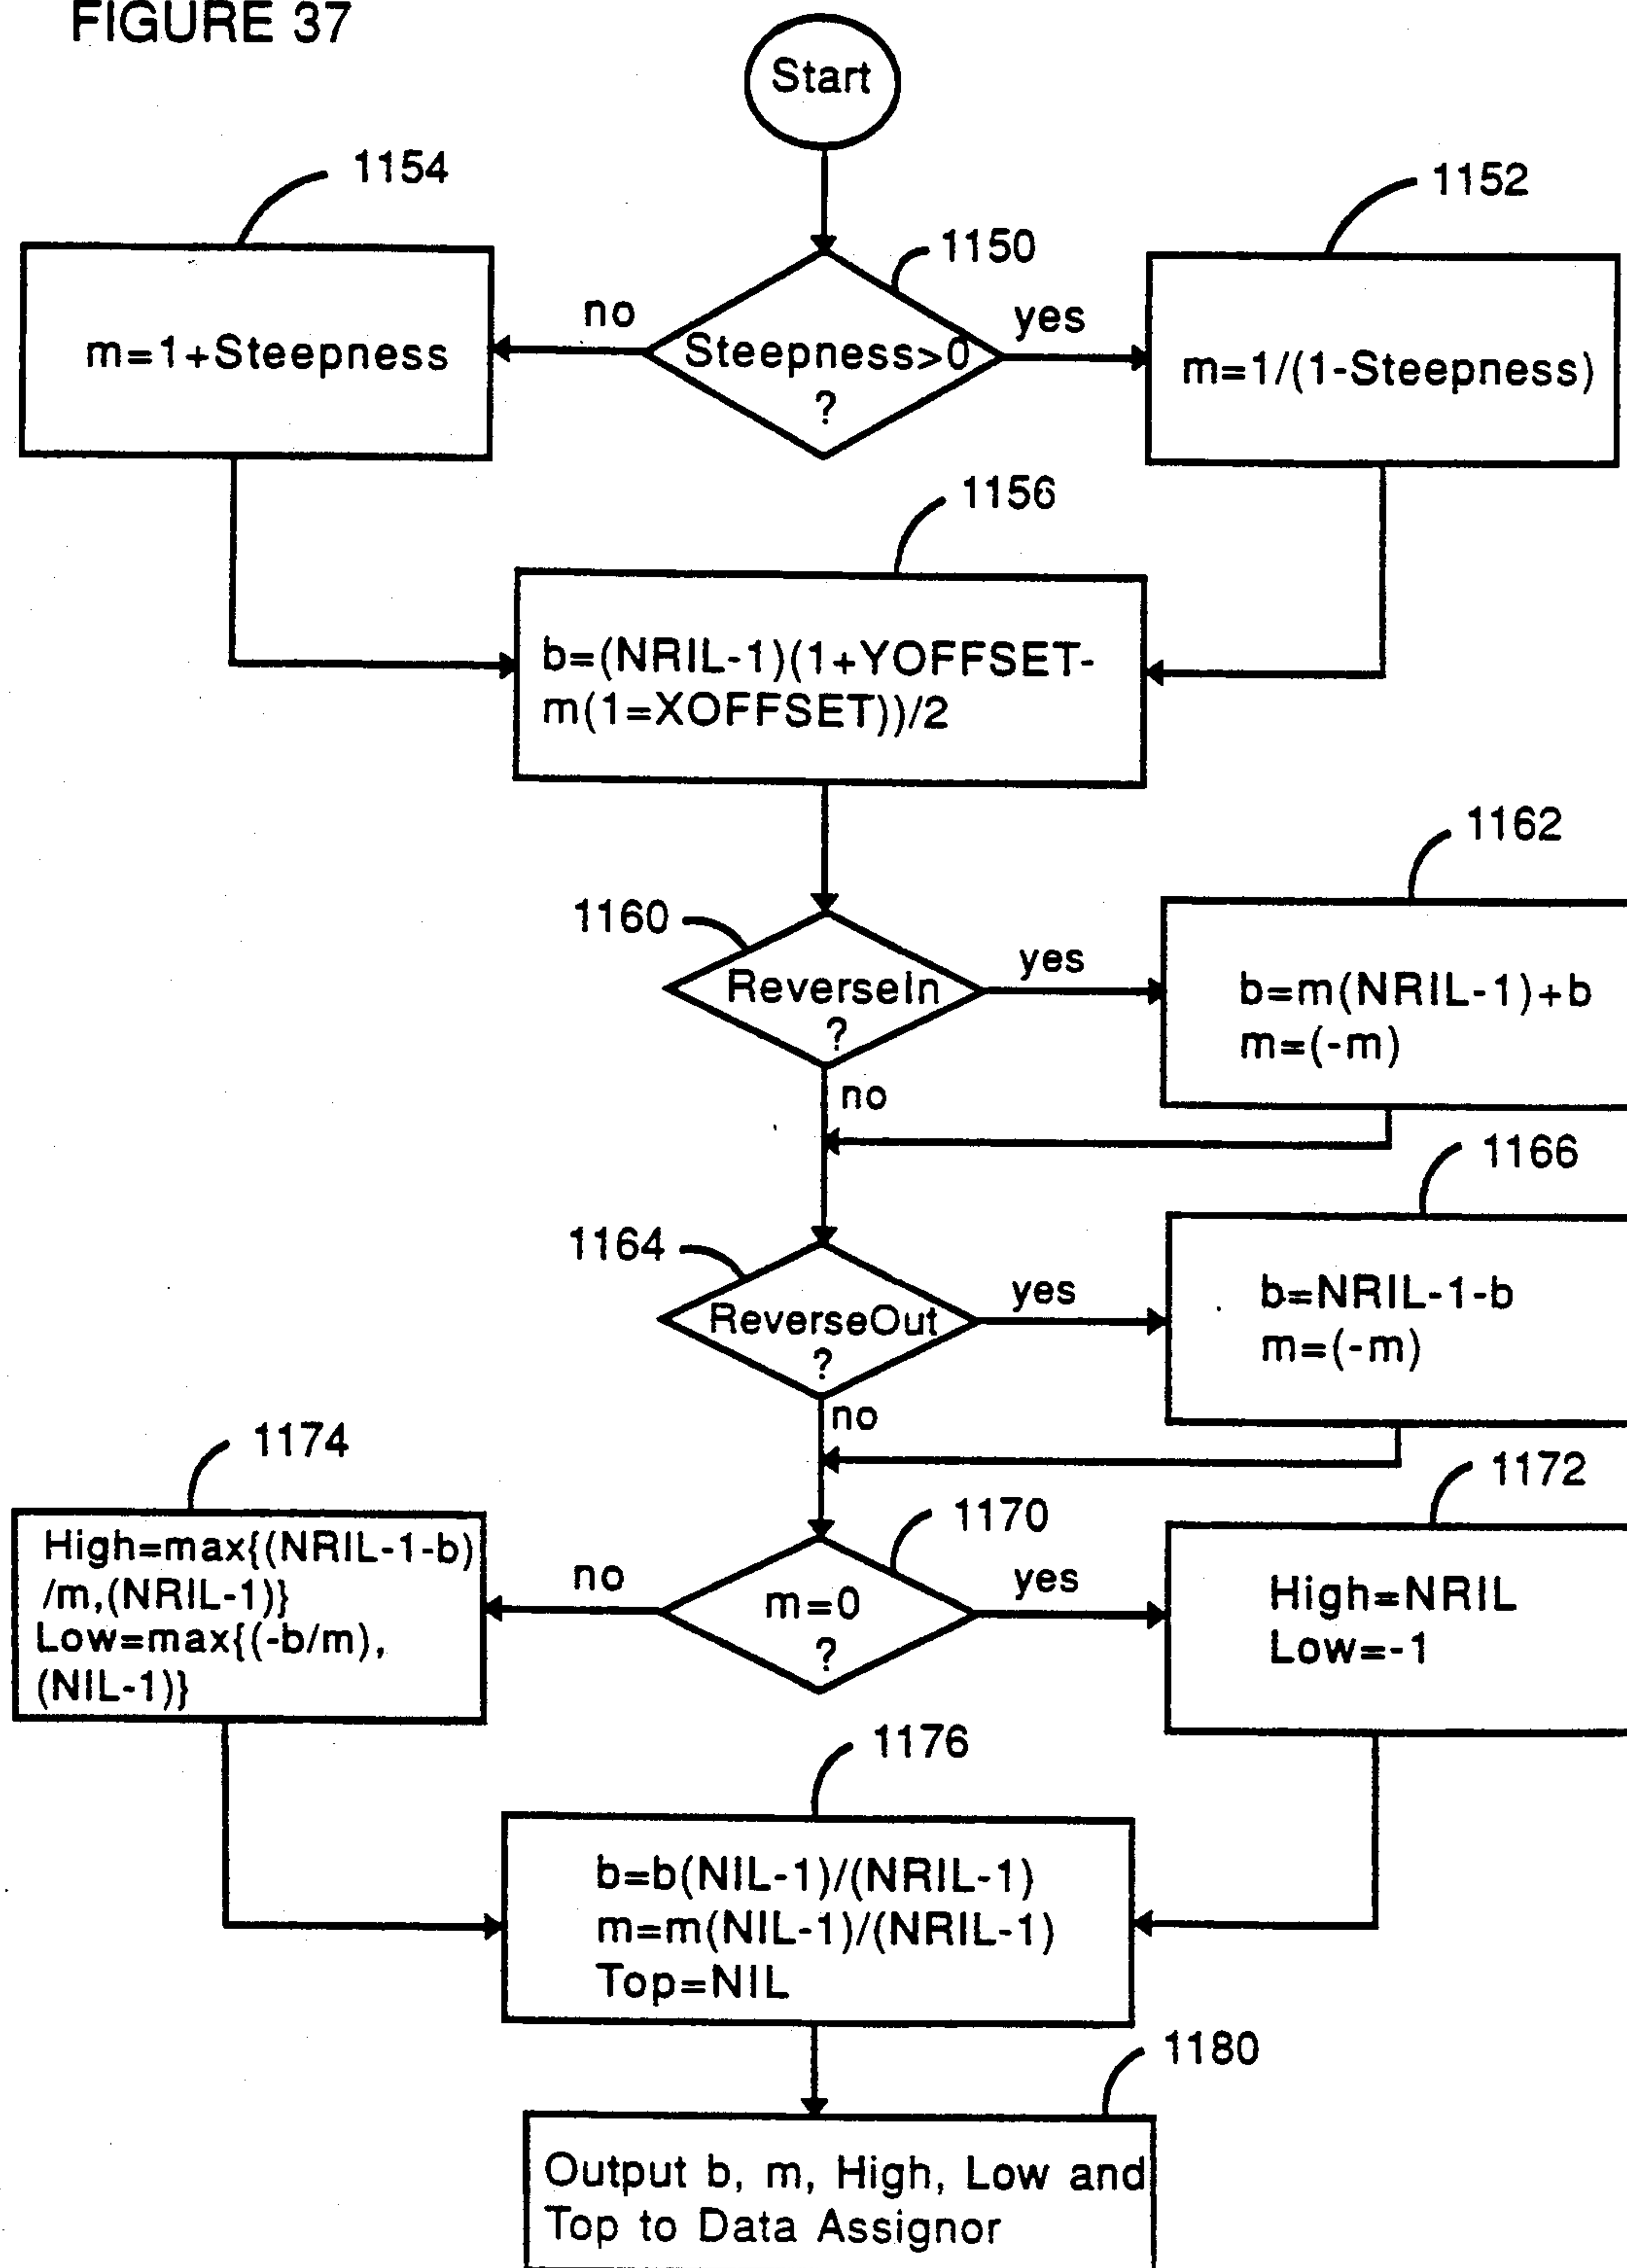 FIGURE 37
Start
1154
1152
1150
no
yes
m=1+Steepness
Steepness>0
?
m=1/(1-Steepness)
1156
b=(NRIL-1)(1+YOFFSET-
m(1=XOFFSET))/2
1162
1160
yes
ReverseIn
?
b=m(NRIL-1)+b
m=(-m)
no
1166
1164
yes
ReverseOut
?
b=NRIL-1-b
m=(-m)
no
1174
1172
1170
High=max{(NRIL-1-b)
/m,(NRIL-1)}
Low=max{(-b/m),
(NIL-1)}
no
yes
m=0
?
High=NRIL
Low=-1
1176
b=b(NIL-1)/(NRIL-1)
m=m(NIL-1)/(NRIL-1)
Top=NIL
1180
Output b, m, High, Low and
Top to Data Assignor